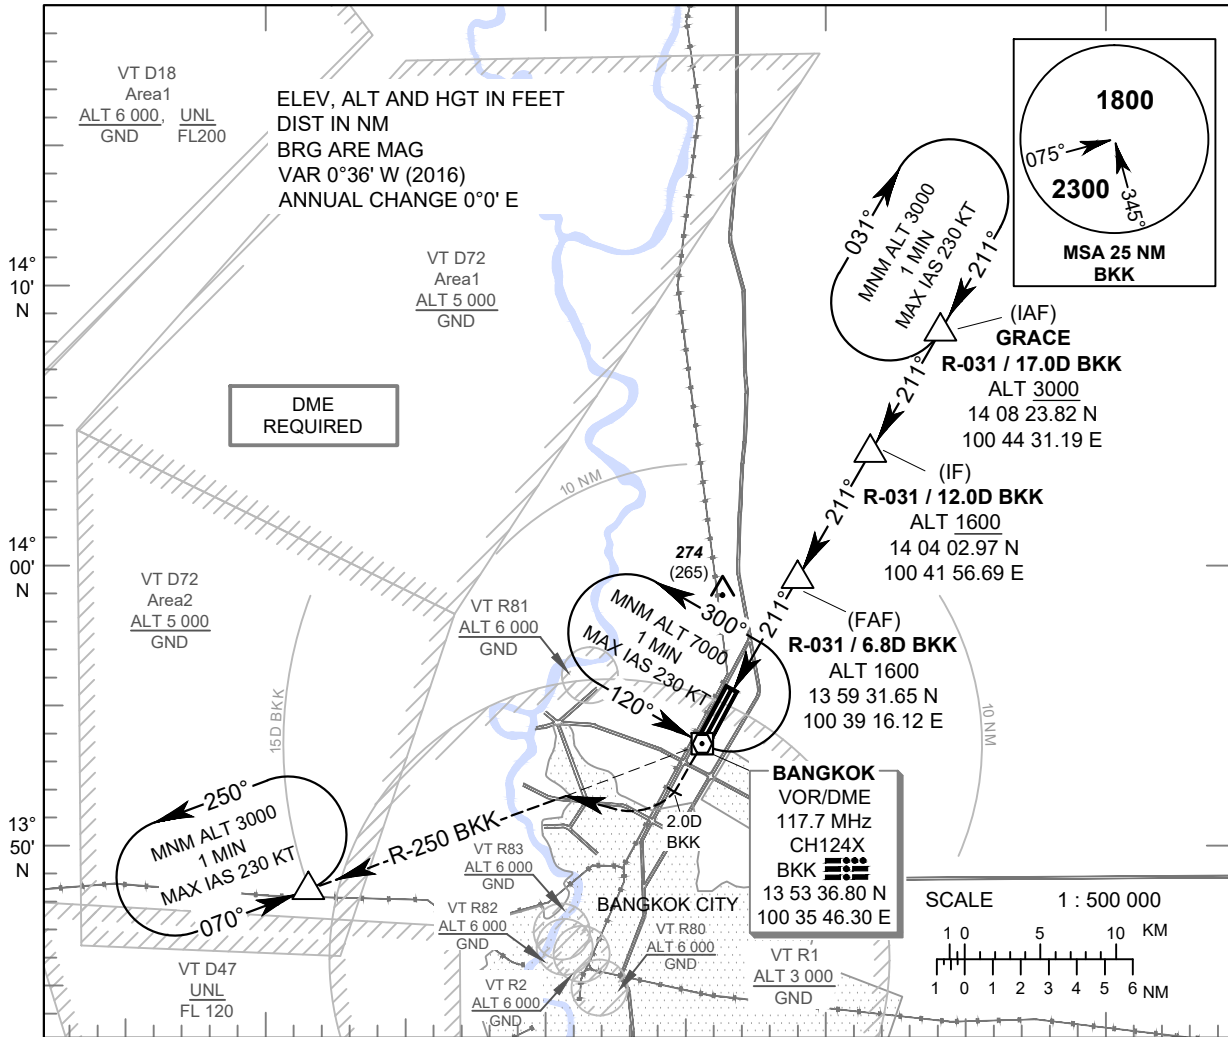 VT D18
Area1
ALT 6 000, UNL
GND FL200
ELEV, ALT AND HGT IN FEET
DIST IN NM
BRG ARE MAG
VAR 0°36' W (2016)
ANNUAL CHANGE 0°0' E
1800
075°
2300
345°
MSA 25 NM
BKK
031°
MNM ALT 3000
1 MIN
MAX IAS 230 KT
211°
14°
10'
N
VT D72
Area1
ALT 5 000
GND
(IAF)
GRACE
R-031 / 17.0D BKK
ALT 3000
14 08 23.82 N
100 44 31.19 E
211°
DME
REQUIRED
(IF)
R-031 / 12.0D BKK
ALT 1600
14 04 02.97 N
100 41 56.69 E
211°
10 NM
14°
00'
N
274
(265)
VT D72
Area2
ALT 5 000
GND
VT R81
ALT 6 000
GND
300°
MNM ALT 7000
1 MIN
MAX IAS 230 KT
120°
211°
(FAF)
R-031 / 6.8D BKK
ALT 1600
13 59 31.65 N
100 39 16.12 E
15D BKK
10 NM
BANGKOK
VOR/DME
117.7 MHz
CH124X
BKK
13 53 36.80 N
100 35 46.30 E
250°
MNM ALT 3000
1 MIN
MAX IAS 230 KT
070°
R-250 BKK
2.0D
BKK
13°
50'
N
VT R83
ALT 6 000
GND
VT R82
ALT 6 000
GND
BANGKOK CITY
VT R80
ALT 6 000
GND
VT R2
ALT 6 000
GND
VT R1
ALT 3 000
GND
VT D47
UNL
FL 120
SCALE 1 : 500 000
1 0 5 10 KM
1 0 1 2 3 4 5 6 NM